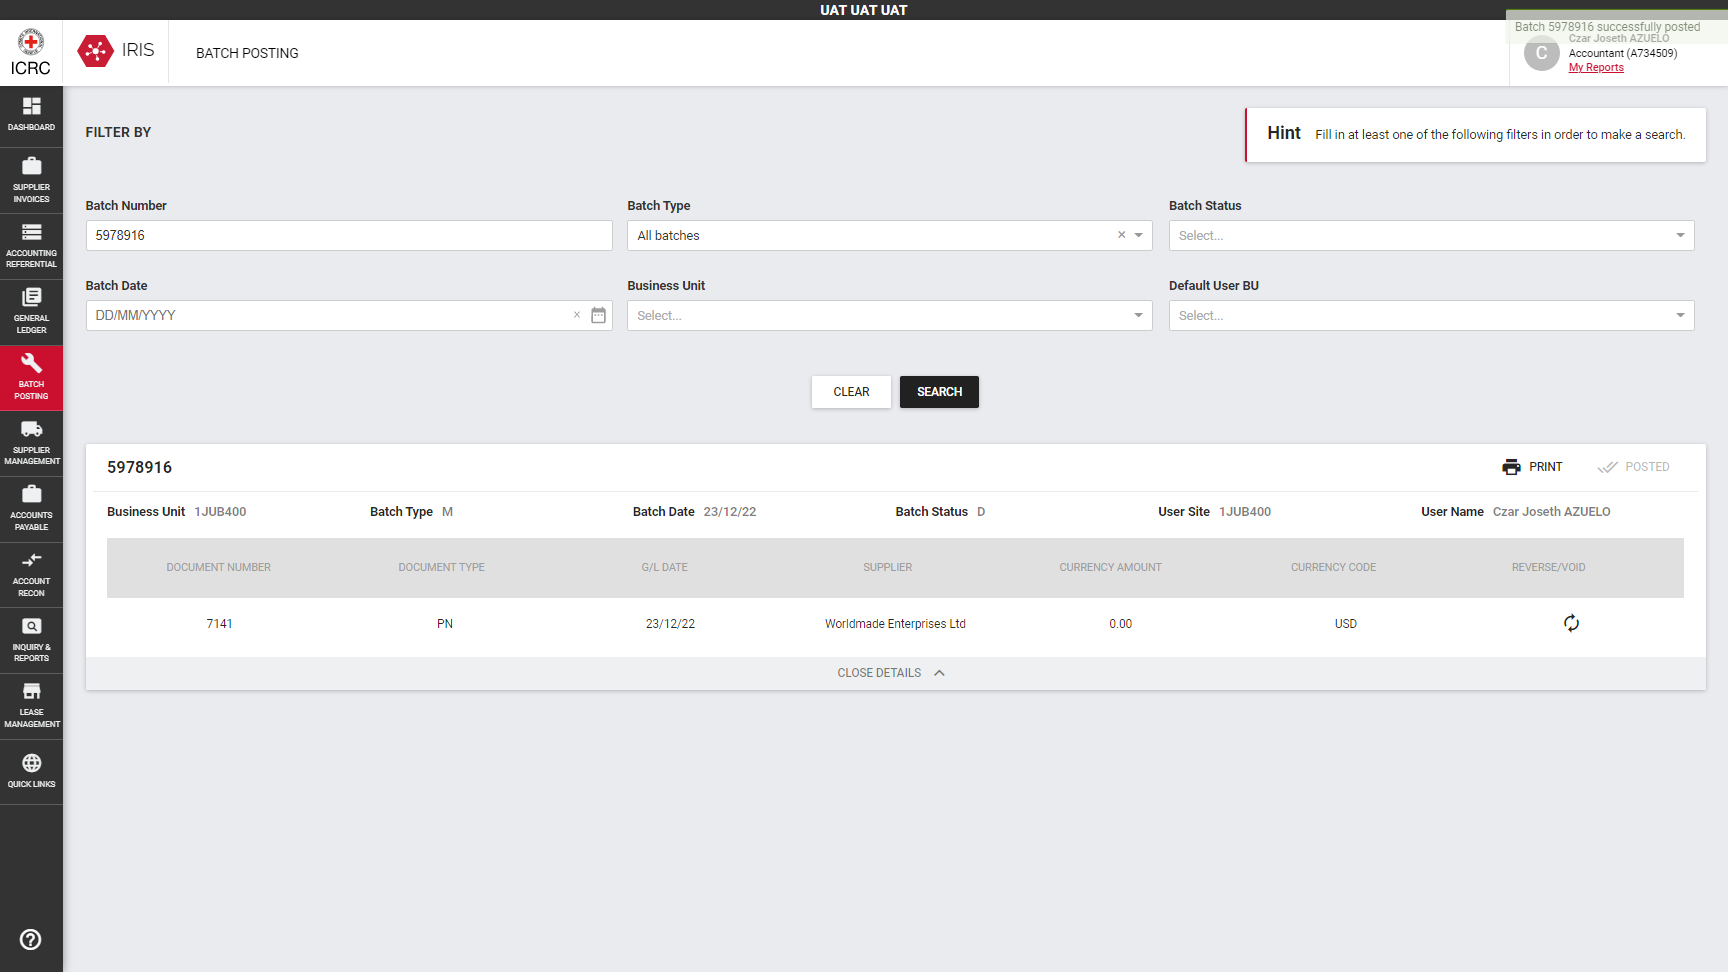 UAT UAT UAT
ICRC
IRIS
BATCH POSTING
Batch 5978916 successfully posted
C
Czar Joseth AZUELO
Accountant (A734509)
My Reports
DASHBOARD
SUPPLIER
INVOICES
ACCOUNTING
REFERENTIAL
GENERAL
LEDGER
BATCH
POSTING
SUPPLIER
MANAGEMENT
ACCOUNTS
PAYABLE
ACCOUNT
RECON
INQUIRY &
REPORTS
LEASE
MANAGEMENT
QUICK LINKS
FILTER BY
Hint Fill in at least one of the following filters in order to make a search.
Batch Number Batch Type Batch Status
5978916 All batches Select...
Batch Date Business Unit Default User BU
DD/MM/YYYY Select... Select...
CLEAR SEARCH
5978916 PRINT POSTED
Business Unit 1JUB400 Batch Type M Batch Date 23/12/22 Batch Status D User Site 1JUB400 User Name Czar Joseth AZUELO
DOCUMENT NUMBER DOCUMENT TYPE G/L DATE SUPPLIER CURRENCY AMOUNT CURRENCY CODE REVERSE/VOID
7141 PN 23/12/22 Worldmade Enterprises Ltd 0.00 USD
CLOSE DETAILS